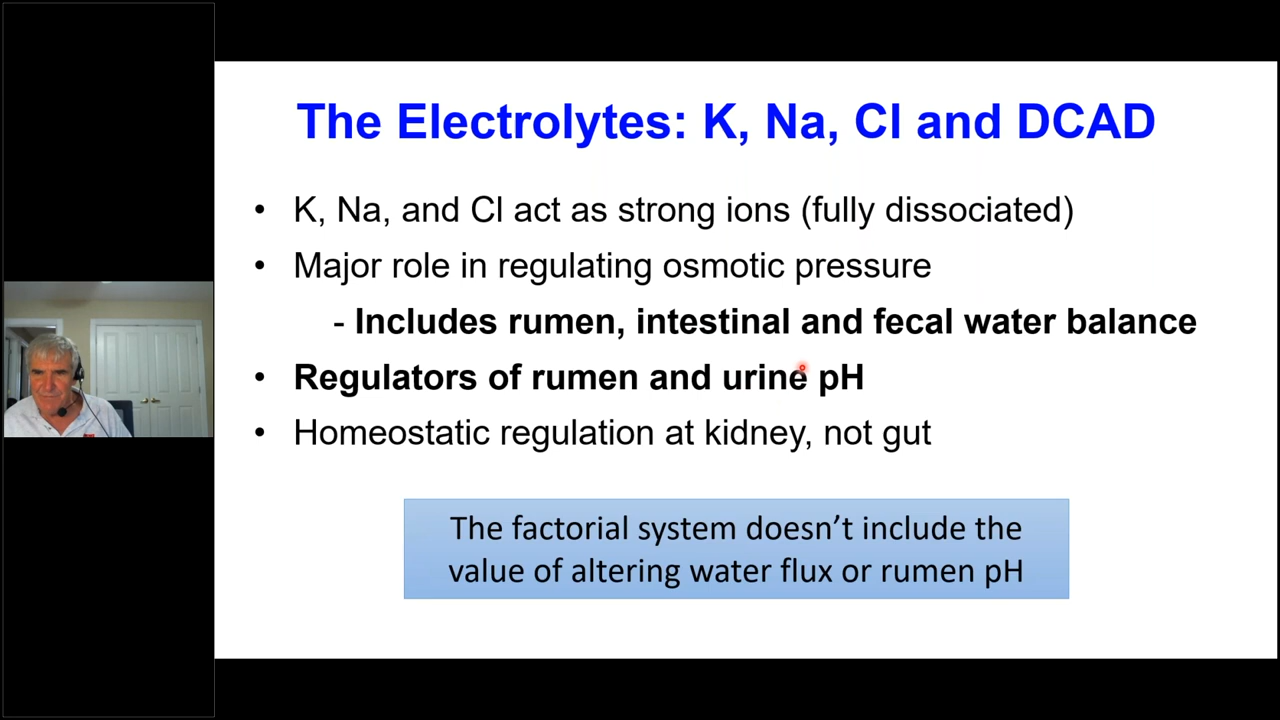 The Electrolytes: K, Na, Cl and DCAD
• K, Na, and Cl act as strong ions (fully dissociated)
• Major role in regulating osmotic pressure
- Includes rumen, intestinal and fecal water balance
• Regulators of rumen and urine pH
• Homeostatic regulation at kidney, not gut
The factorial system doesn’t include the
value of altering water flux or rumen pH